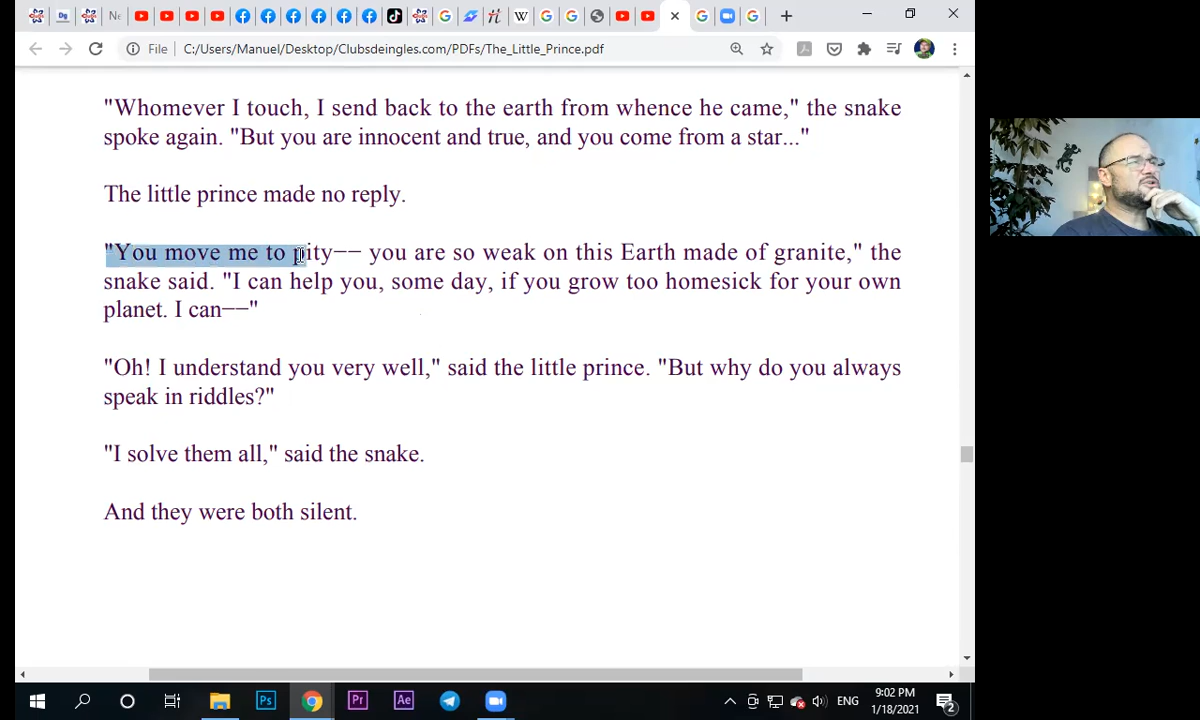 Ne
File
C:/Users/Manuel/Desktop/Clubsdeingles.com/PDFs/The_Little_Prince.pdf
"Whomever I touch, I send back to the earth from whence he came," the snake
spoke again. "But you are innocent and true, and you come from a star..."
The little prince made no reply.
"You move me to pity−− you are so weak on this Earth made of granite," the
snake said. "I can help you, some day, if you grow too homesick for your own
planet. I can−−"
"Oh! I understand you very well," said the little prince. "But why do you always
speak in riddles?"
"I solve them all," said the snake.
And they were both silent.
ENG
9:02 PM
1/18/2021
2